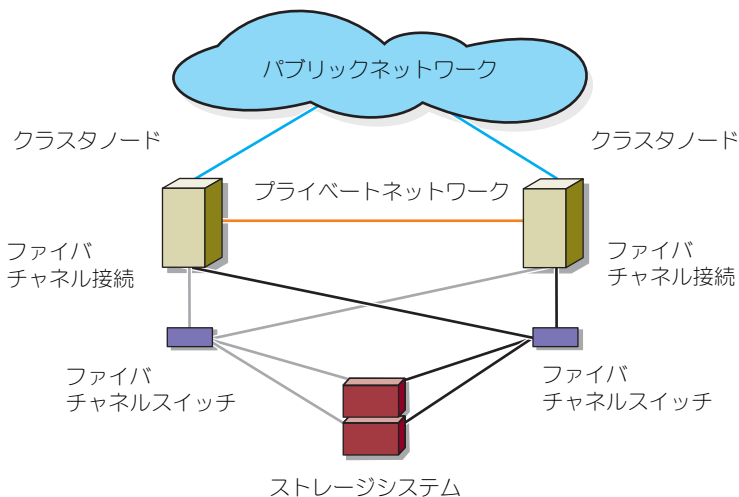 パブリックネットワーク
クラスタノード
クラスタノード
プライベートネットワーク
ファイバ
チャネル接続
ファイバ
チャネル接続
ファイバ
チャネルスイッチ
ファイバ
チャネルスイッチ
ストレージシステム